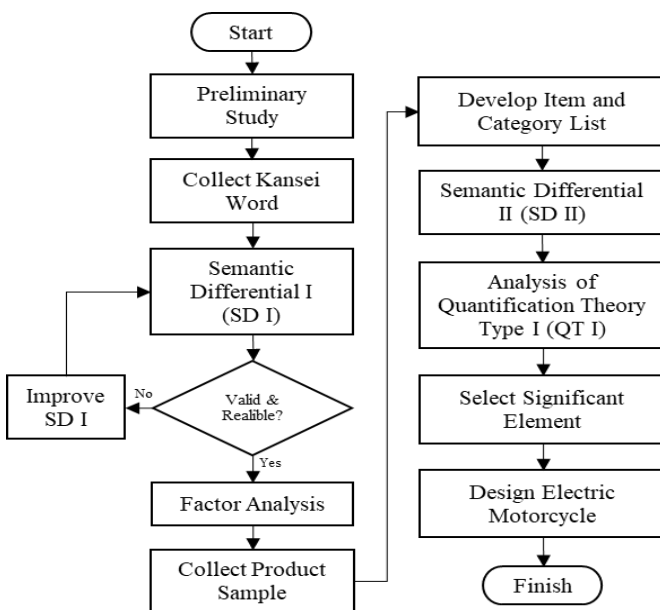 Start
Preliminary
Study
Collect Kansei
Word
Semantic
Differential I
(SD I)
Improve
SD I
No
Valid &
Realible?
Yes
Factor Analysis
Collect Product
Sample
Develop Item and
Category List
Semantic Differential
II (SD II)
Analysis of
Quantification Theory
Type I (QT I)
Select Significant
Element
Design Electric
Motorcycle
Finish